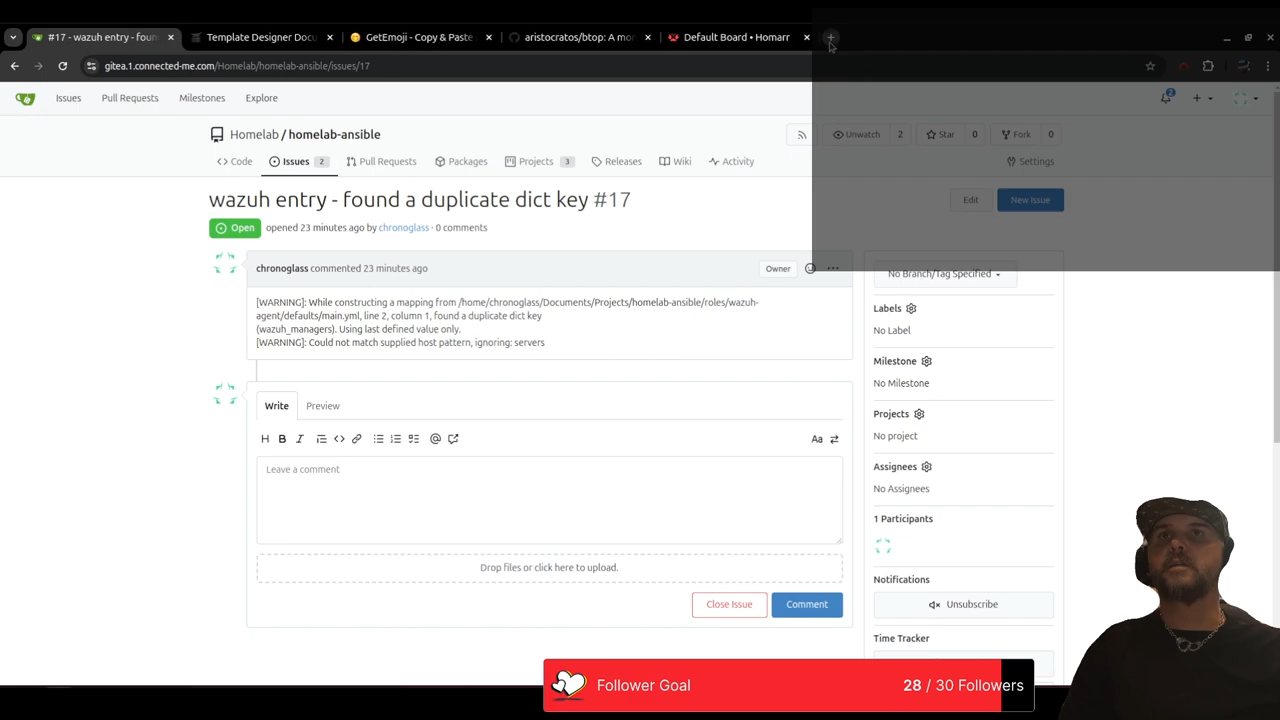 #17 - wazuh entry - foun
Template Designer Docu
GetEmoji - Copy & Paste
aristocratos/btop: A mon
Default Board • Homarr
gitea.1.connected-me.com/Homelab/homelab-ansible/issues/17
Issues
Pull Requests
Milestones
Explore
2
Homelab / homelab-ansible
Unwatch
2
Star
0
Fork
0
Code
Issues
2
Pull Requests
Packages
Projects
3
Releases
Wiki
Activity
Settings
wazuh entry - found a duplicate dict key #17
Edit
New Issue
Open
opened 23 minutes ago by chronoglass · 0 comments
chronoglass commented 23 minutes ago
Owner
[WARNING]: While constructing a mapping from /home/chronoglass/Documents/Projects/homelab-ansible/roles/wazuh-
agent/defaults/main.yml, line 2, column 1, found a duplicate dict key
(wazuh_managers). Using last defined value only.
[WARNING]: Could not match supplied host pattern, ignoring: servers
Write
Preview
H B I
Aa
Leave a comment
Drop files or click here to upload.
Close Issue
Comment
No Branch/Tag Specified
Labels
No Label
Milestone
No Milestone
Projects
No project
Assignees
No Assignees
1 Participants
Notifications
Unsubscribe
Time Tracker
Follower Goal
28 / 30 Followers